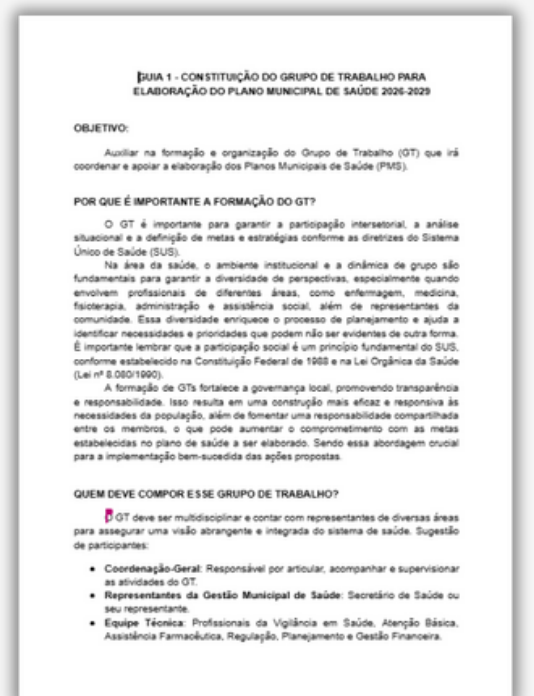 GUIA 1 - CONSTITUIÇÃO DO GRUPO DE TRABALHO PARA
ELABORAÇÃO DO PLANO MUNICIPAL DE SAÚDE 2026-2029
OBJETIVO:
Auxiliar na formação e organização do Grupo de Trabalho (GT) que irá
coordenar e apoiar a elaboração dos Planos Municipais de Saúde (PMS).
POR QUE É IMPORTANTE A FORMAÇÃO DO GT?
O GT é importante para garantir a participação intersetorial, a análise
situacional e a definição de metas e estratégias conforme as diretrizes do Sistema
Único de Saúde (SUS).
Na área da saúde, o ambiente institucional e a dinâmica de grupo são
fundamentais para garantir a diversidade de perspectivas, especialmente quando
envolvem profissionais de diferentes áreas, como enfermagem, medicina,
fisioterapia, administração e assistência social, além de representantes da
comunidade. Essa diversidade enriquece o processo de planejamento e ajuda a
identificar necessidades e prioridades que podem não ser evidentes de outra forma.
É importante lembrar que a participação social é um princípio fundamental do SUS,
conforme estabelecido na Constituição Federal de 1988 e na Lei Orgânica da Saúde
(Lei nº 8.080/1990).
A formação de GTs fortalece a governança local, promovendo transparência
e responsabilidade. Isso resulta em uma construção mais eficaz e responsiva às
necessidades da população, além de fomentar uma responsabilidade compartilhada
entre os membros, o que pode aumentar o comprometimento com as metas
estabelecidas no plano de saúde a ser elaborado. Sendo essa abordagem crucial
para a implementação bem-sucedida das ações propostas.
QUEM DEVE COMPOR ESSE GRUPO DE TRABALHO?
O GT deve ser multidisciplinar e contar com representantes de diversas áreas
para assegurar uma visão abrangente e integrada do sistema de saúde. Sugestão
de participantes:
● Coordenação-Geral: Responsável por articular, acompanhar e supervisionar
as atividades do GT.
● Representantes da Gestão Municipal de Saúde: Secretário de Saúde ou
seu representante.
● Equipe Técnica: Profissionais da Vigilância em Saúde, Atenção Básica,
Assistência Farmacêutica, Regulação, Planejamento e Gestão Financeira.